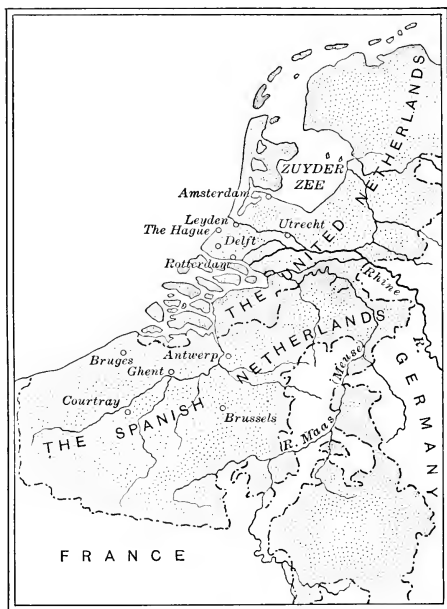 ZUYDER
ZEE
Amsterdam
Leyden
The Hague
Utrecht
Delft
Rotterdam
THE UNITED NETHERLANDS
Rhine
R.
Bruges
Antwerp
Ghent
Courtray
Brussels
THE SPANISH NETHERLANDS
(Meuse)
R. Maas
GERMANY
FRANCE